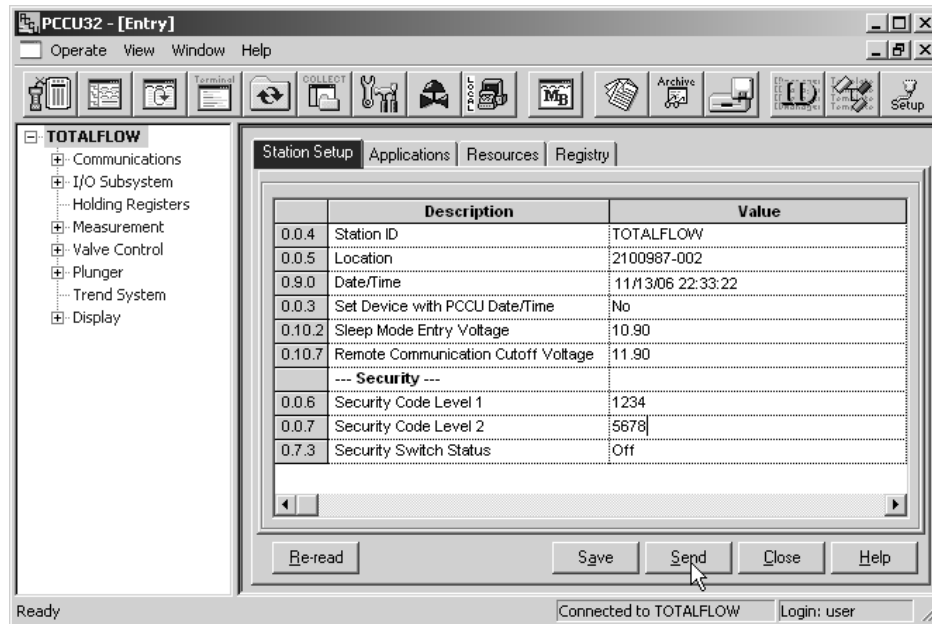 PCCU32 - [Entry]
Operate View Window Help
Terminal
COLLECT
LOCAL
MB
Archive
Setup
TOTALFLOW
Communications
I/O Subsystem
Holding Registers
Measurement
Valve Control
Plunger
Trend System
Display
Station Setup Applications Resources Registry
Description Value
0.0.4 Station ID TOTALFLOW
0.0.5 Location 2100987-002
0.9.0 Date/Time 11/13/06 22:33:22
0.0.3 Set Device with PCCU Date/Time No
0.10.2 Sleep Mode Entry Voltage 10.90
0.10.7 Remote Communication Cutoff Voltage 11.90
--- Security ---
0.0.6 Security Code Level 1 1234
0.0.7 Security Code Level 2 5678
0.7.3 Security Switch Status Off
Re-read Save Send Close Help
Ready Connected to TOTALFLOW Login: user